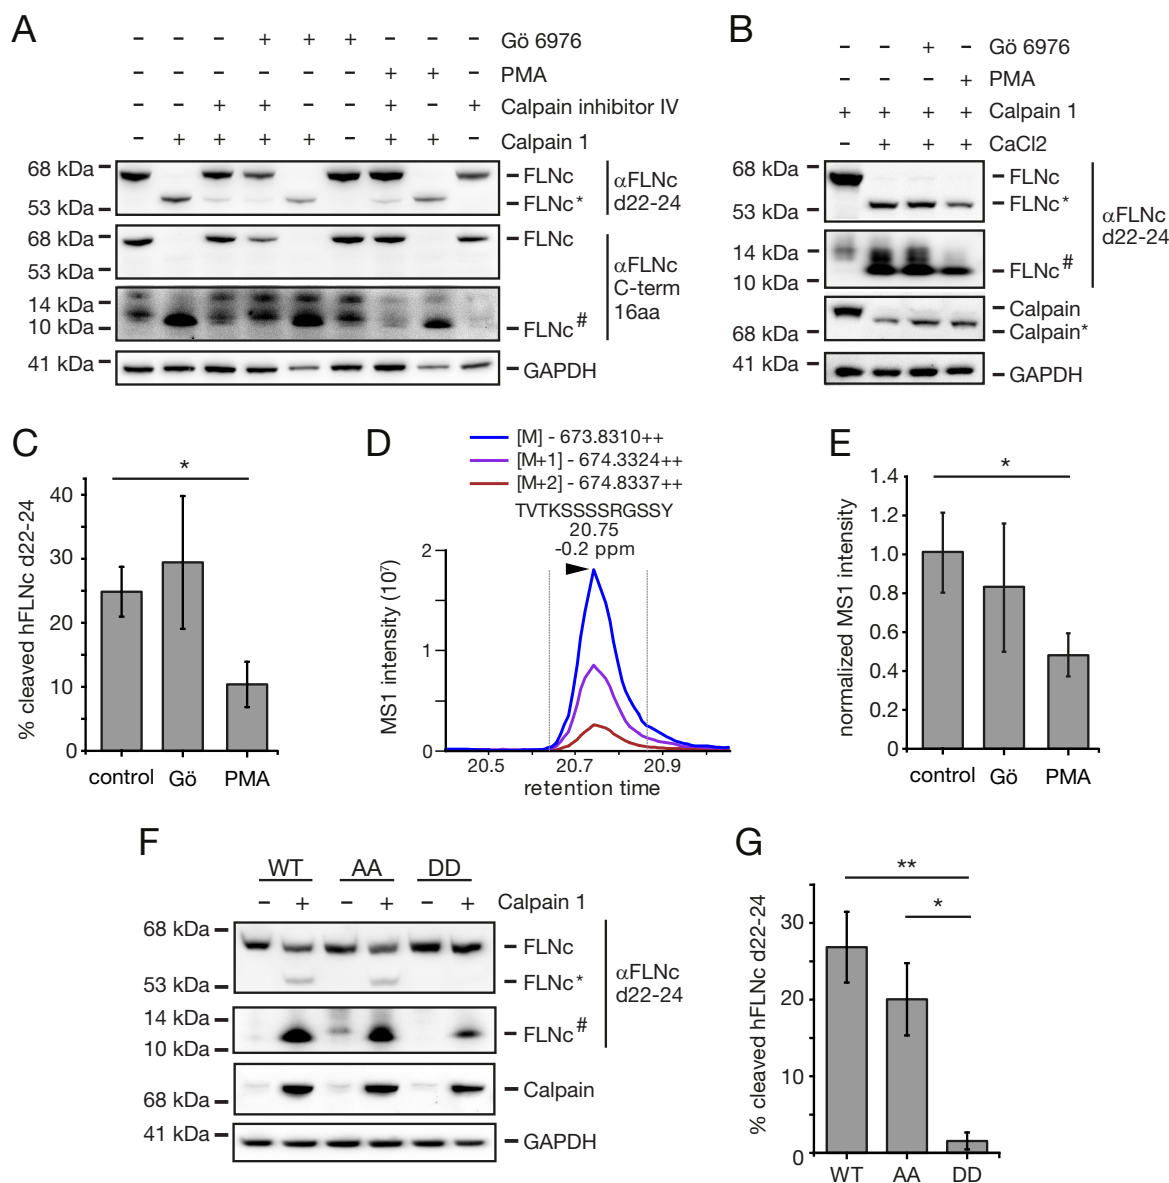 A
− − − + + + − − − Gö 6976
− − − − − − + + − PMA
− − + + − − + − + Calpain inhibitor IV
− + + + + − + + − Calpain 1
68 kDa
53 kDa
FLNc
FLNc*
αFLNc
d22-24
68 kDa
53 kDa
FLNc
14 kDa
10 kDa
FLNc#
αFLNc
C-term
16aa
41 kDa
GAPDH
B
− − + − Gö 6976
− − − + PMA
+ + + + Calpain 1
− + + + CaCl2
68 kDa
53 kDa
FLNc
FLNc*
14 kDa
10 kDa
FLNc#
αFLNc
d22-24
68 kDa
Calpain
Calpain*
41 kDa
GAPDH
C
% cleaved hFLNc d22-24
40
30
20
10
0
*
control Gö PMA
D
[M] - 673.8310++
[M+1] - 674.3324++
[M+2] - 674.8337++
TVTKSSSSRGSSY
20.75
-0.2 ppm
MS1 intensity (10⁷)
2
1
0
20.5 20.7 20.9
retention time
E
normalized MS1 intensity
1.4
1.2
1.0
0.8
0.6
0.4
0.2
0
*
control Gö PMA
F
WT AA DD
− + − + − + Calpain 1
68 kDa
53 kDa
FLNc
FLNc*
14 kDa
10 kDa
FLNc#
αFLNc
d22-24
68 kDa
Calpain
41 kDa
GAPDH
G
% cleaved hFLNc d22-24
30
20
10
0
**
*
WT AA DD